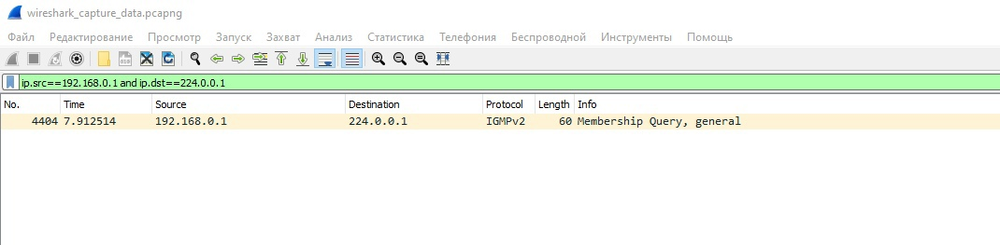 wireshark_capture_data.pcapng
Файл Редактирование Просмотр Запуск Захват Анализ Статистика Телефония Беспроводной Инструменты Помощь
ip.src==192.168.0.1 and ip.dst==224.0.0.1
No. Time Source Destination Protocol Length Info
4404 7.912514 192.168.0.1 224.0.0.1 IGMPv2 60 Membership Query, general